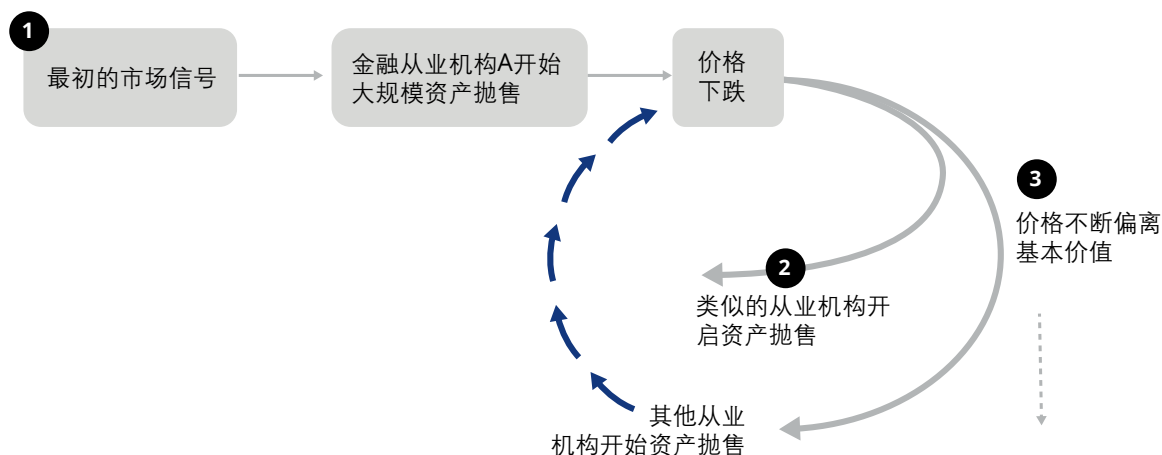 1
最初的市场信号
金融从业机构A开始
大规模资产抛售
价格
下跌
3
价格不断偏离
基本价值
2
类似的从业机构开
启资产抛售
其他从业
机构开始资产抛售